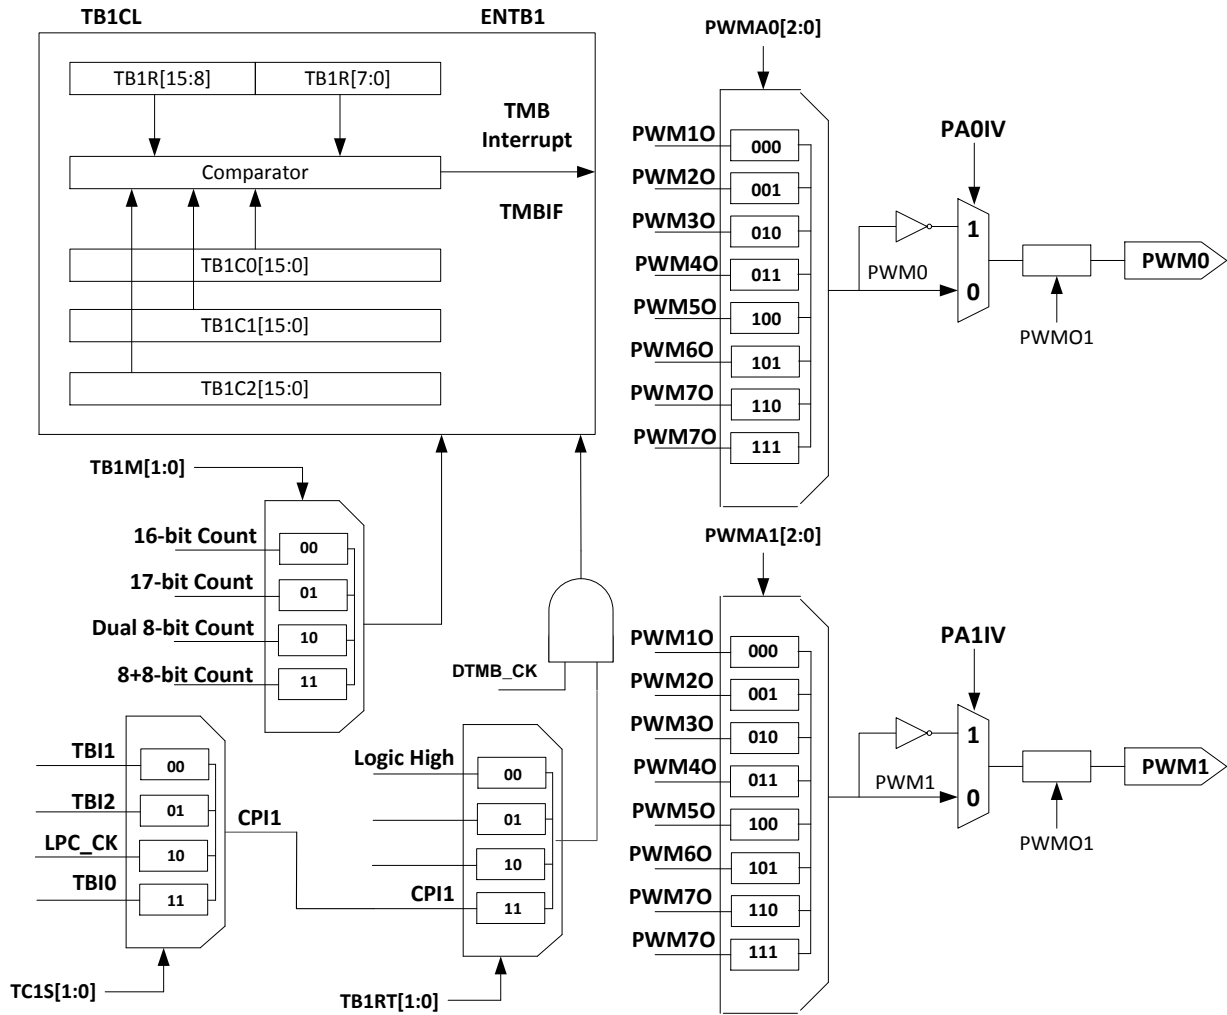 TB1CL
ENTB1
TB1R[15:8]
TB1R[7:0]
TMB
Interrupt
Comparator
TMBIF
TB1C0[15:0]
TB1C1[15:0]
TB1C2[15:0]
TB1M[1:0]
16-bit Count
00
17-bit Count
01
Dual 8-bit Count
10
8+8-bit Count
11
DTMB_CK
TBI1
00
TBI2
01
LPC_CK
10
TBI0
11
CPI1
TC1S[1:0]
Logic High
00
01
10
CPI1
11
TB1RT[1:0]
PWMA0[2:0]
PWM1O
000
PWM2O
001
PWM3O
010
PWM4O
011
PWM5O
100
PWM6O
101
PWM7O
110
PWM7O
111
PA0IV
1
PWM0
0
PWMO1
PWM0
PWMA1[2:0]
PWM1O
000
PWM2O
001
PWM3O
010
PWM4O
011
PWM5O
100
PWM6O
101
PWM7O
110
PWM7O
111
PA1IV
1
PWM1
0
PWMO1
PWM1